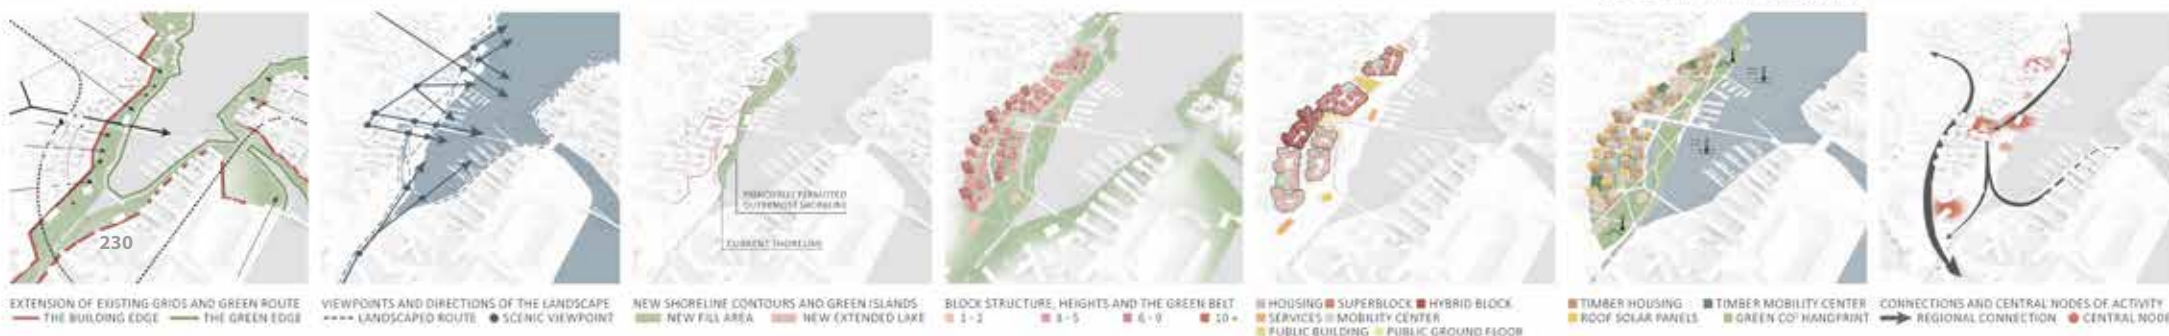 230
PRINCIPALLY PERMITTED
OUTERMOST SHORELINE
CURRENT SHORELINE
EXTENSION OF EXISTING GRIDS AND GREEN ROUTE
THE BUILDING EDGE THE GREEN EDGE
VIEWPOINTS AND DIRECTIONS OF THE LANDSCAPE
LANDSCAPED ROUTE SCENIC VIEWPOINT
NEW SHORELINE CONTOURS AND GREEN ISLANDS
NEW FILL AREA NEW EXTENDED LAKE
BLOCK STRUCTURE, HEIGHTS AND THE GREEN BELT
1-2 3-5 6-9 10+
HOUSING SUPERBLOCK HYBRID BLOCK
SERVICES MOBILITY CENTER
PUBLIC BUILDING PUBLIC GROUND FLOOR
TIMBER HOUSING TIMBER MOBILITY CENTER
ROOF SOLAR PANELS GREEN CO² HANDPRINT
CONNECTIONS AND CENTRAL NODES OF ACTIVITY
REGIONAL CONNECTION CENTRAL NODE